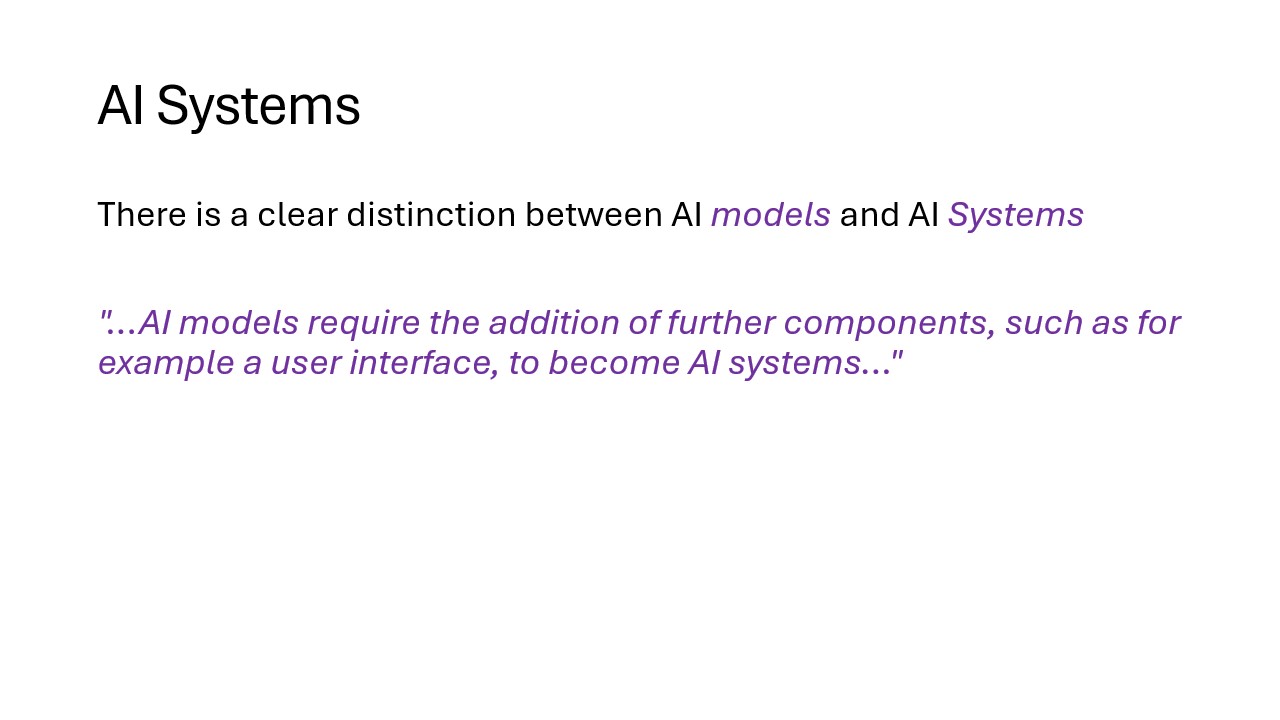 AI Systems
There is a clear distinction between AI models and AI Systems
"...AI models require the addition of further components, such as for
example a user interface, to become AI systems..."